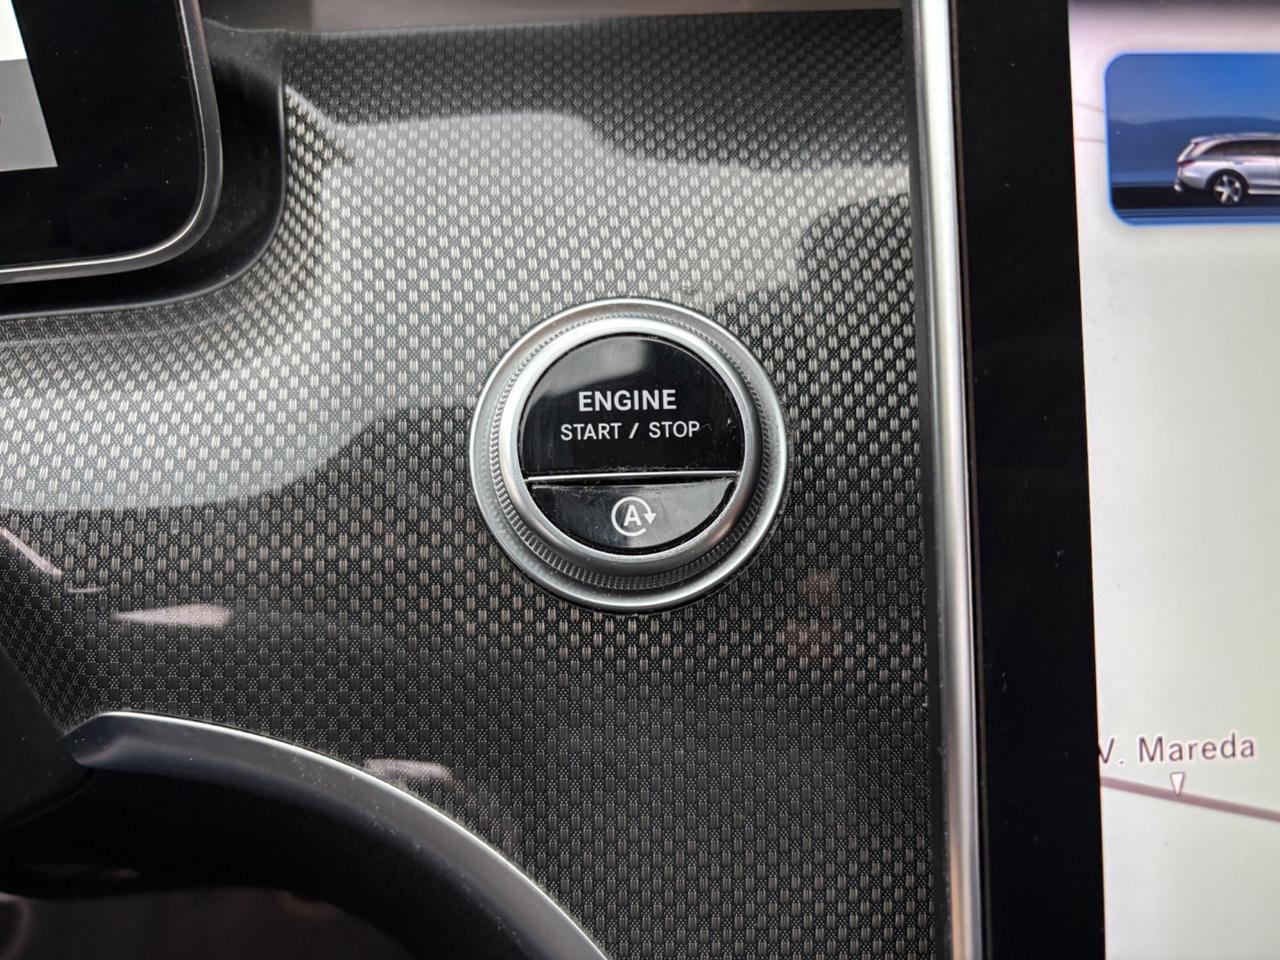 ENGINE
START / STOP
A
V. Mareda